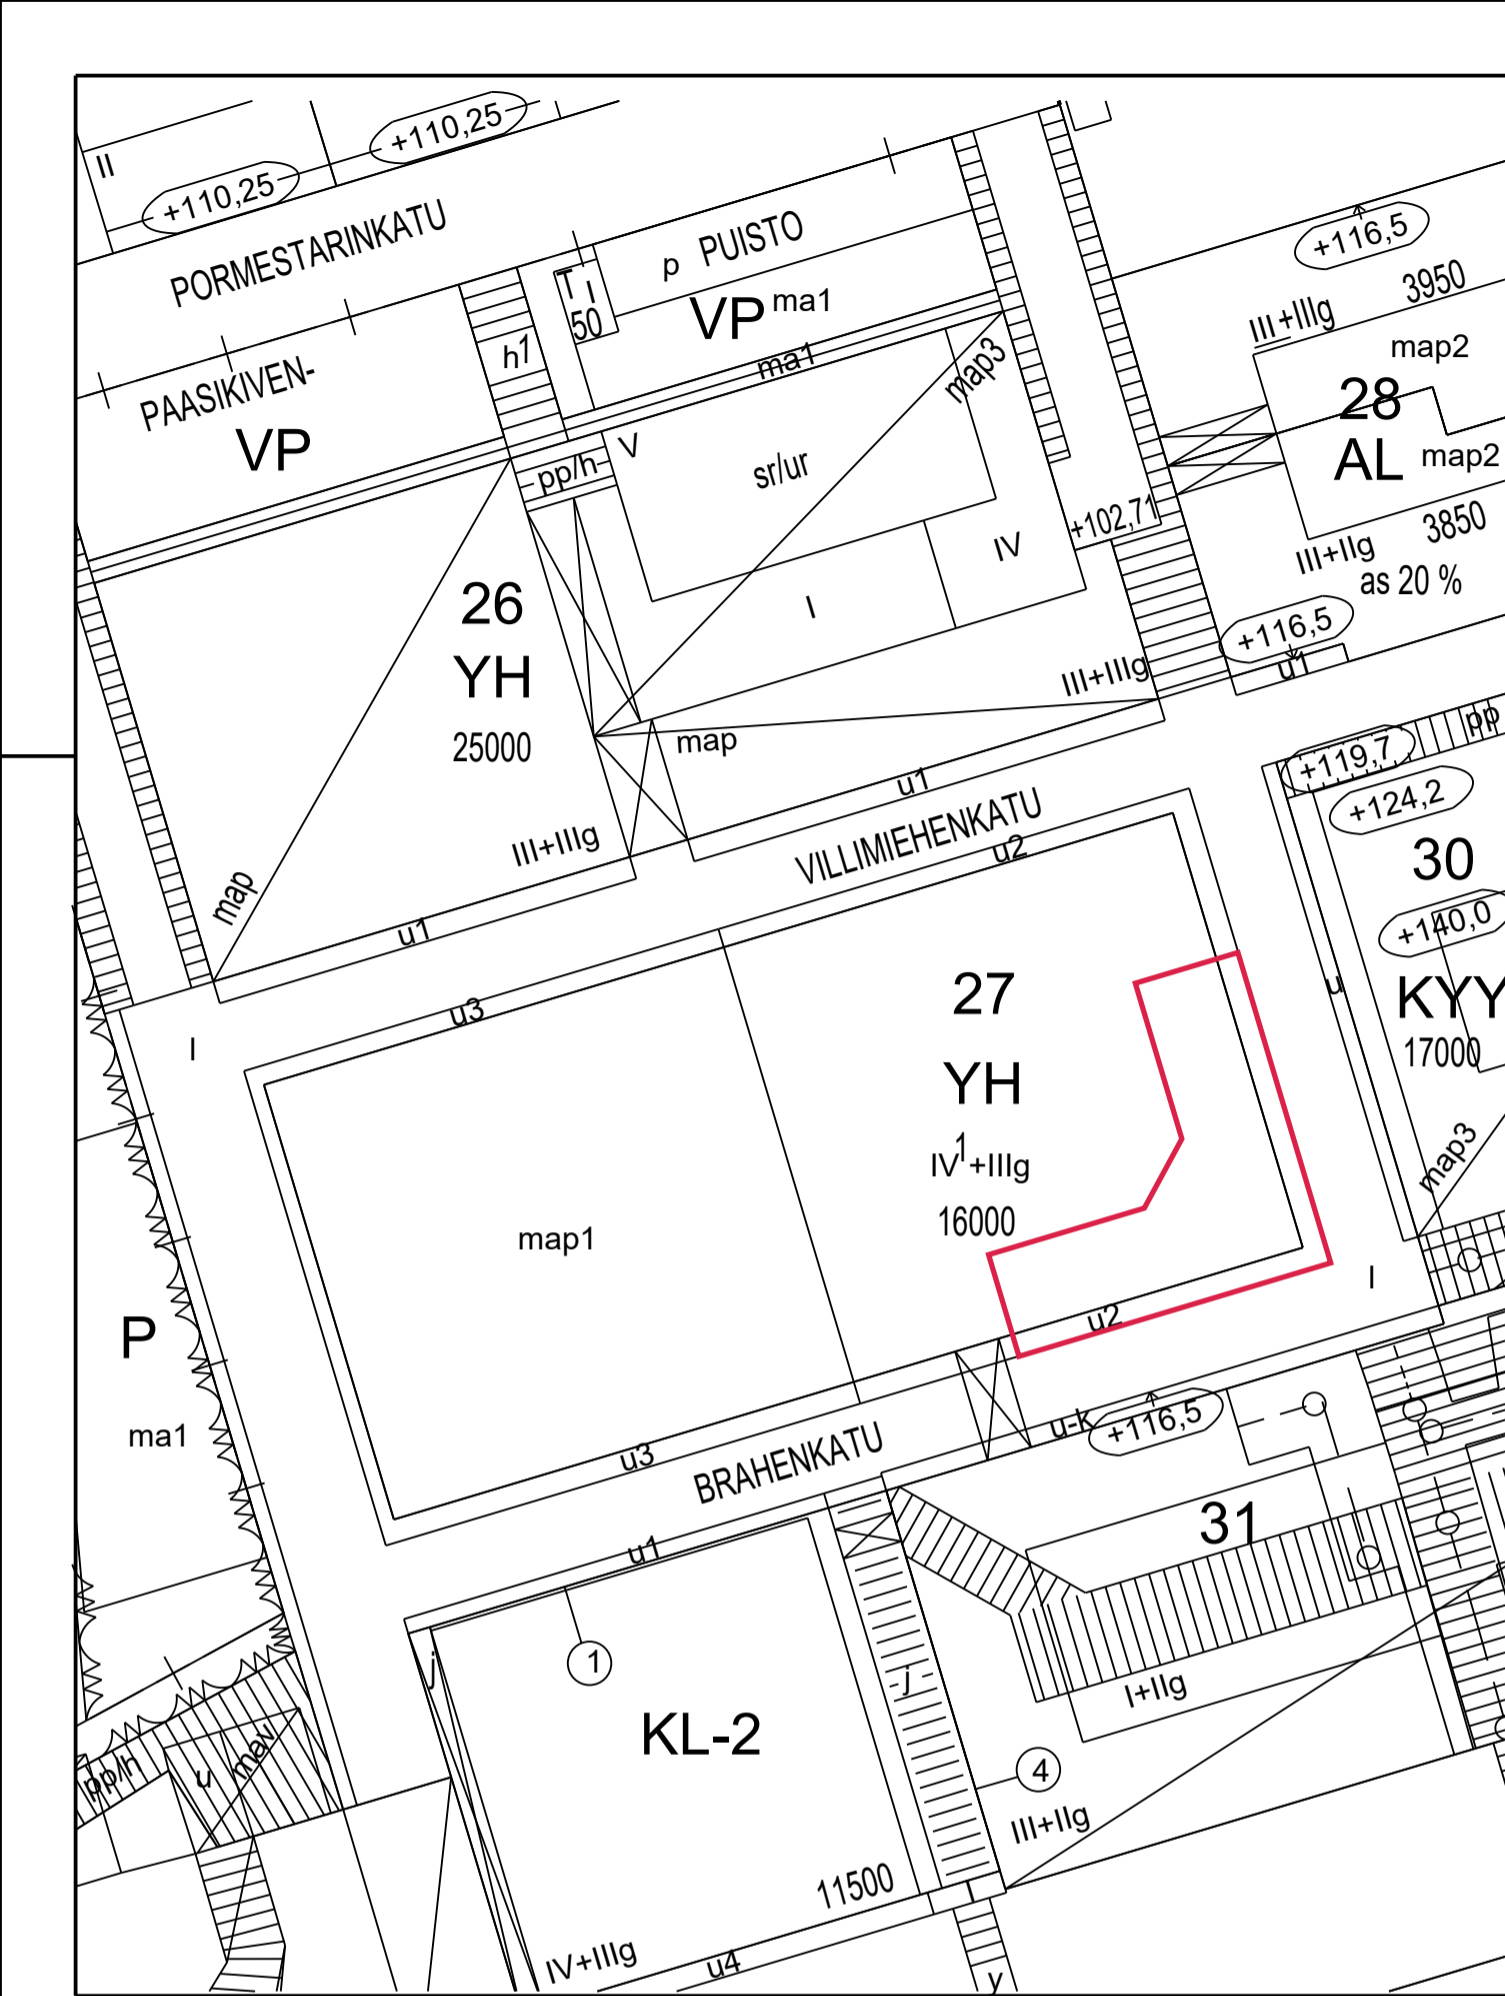 II
+110,25
+110,25
PORMESTARINKATU
p PUISTO
T I
50
VP ma1
h1
ma1
map3
PAASIKIVEN-
VP
pp/h
V
sr/ur
IV
I
+102,71
+116,5
3950
III+IIIg
map2
28
AL
map2
3850
III+IIg
as 20 %
+116,5
u1
26
YH
25000
III+IIIg
map
u1
III+IIIg
map
u1
VILLIMIEHENKATU
u2
pp
+119,7
+124,2
30
+140,0
u
KYY
17000
map3
I
u3
27
YH
IV1+IIIg
16000
map1
u2
I
P
ma1
u3
BRAHENKATU
u-k
+116,5
31
u1
1
j
KL-2
j
I+IIg
4
III+IIg
pp/h
u
mav
11500
I
IV+IIIg
u4
y